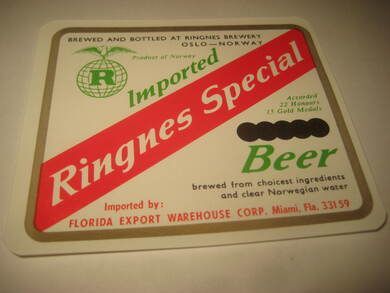 BREWED AND BOTTLED AT RINGNES BREWERY
OSLO—NORWAY
Product of Norway
R
Imported
Ringnes Special
Accorded
22 Honours
15 Gold Medals
Beer
brewed from choicest ingredients
and clear Norwegian water
Imported by:
FLORIDA EXPORT WAREHOUSE CORP. Miami, Fla. 33159